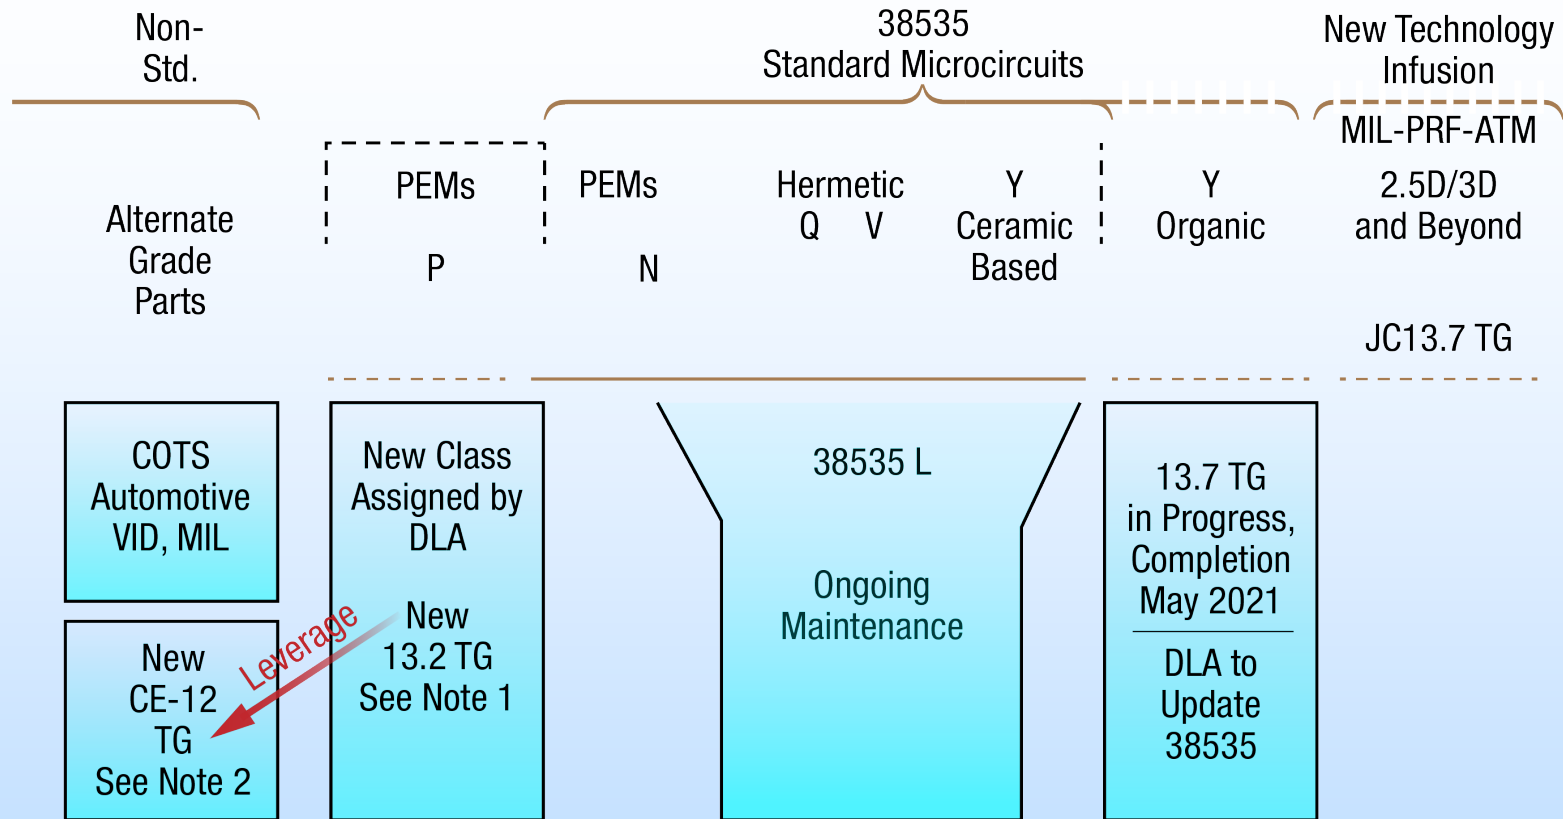 Non-
Std.
38535
Standard Microcircuits
New Technology
Infusion
MIL-PRF-ATM
Alternate
Grade
Parts
PEMs
P
PEMs
N
Hermetic
Q V
Y
Ceramic
Based
Y
Organic
2.5D/3D
and Beyond
JC13.7 TG
COTS
Automotive
VID, MIL
New
CE-12
TG
See Note 2
Leverage
New Class
Assigned by
DLA
New
13.2 TG
See Note 1
38535 L
Ongoing
Maintenance
13.7 TG
in Progress,
Completion
May 2021
DLA to
Update
38535